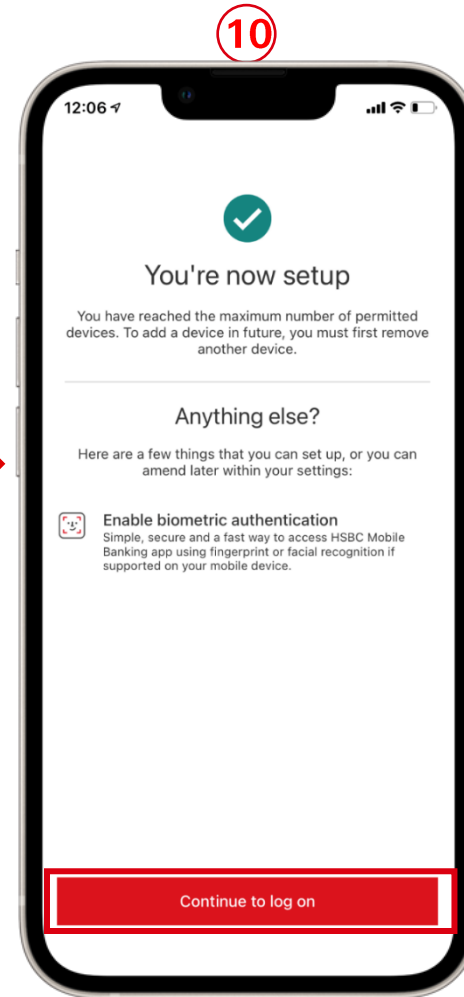 10
12:06
You're now setup
You have reached the maximum number of permitted
devices. To add a device in future, you must first remove
another device.
Anything else?
Here are a few things that you can set up, or you can
amend later within your settings:
Enable biometric authentication
Simple, secure and a fast way to access HSBC Mobile
Banking app using fingerprint or facial recognition if
supported on your mobile device.
Continue to log on